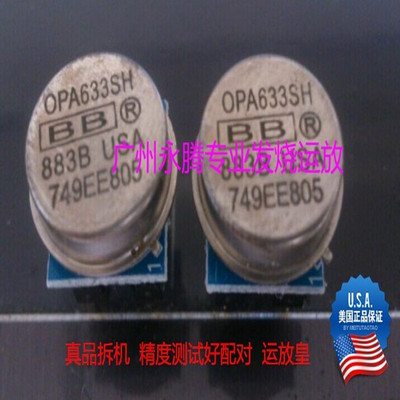 OPA633SH
BB ®
883B USA
749EE805
OPA633SH
BB ®
749EE805
广州永腾专业发烧运放
真品拆机 精度测试好配对 运放皇
U.S.A.
美国正品保证
BY MEITUTAOTAO